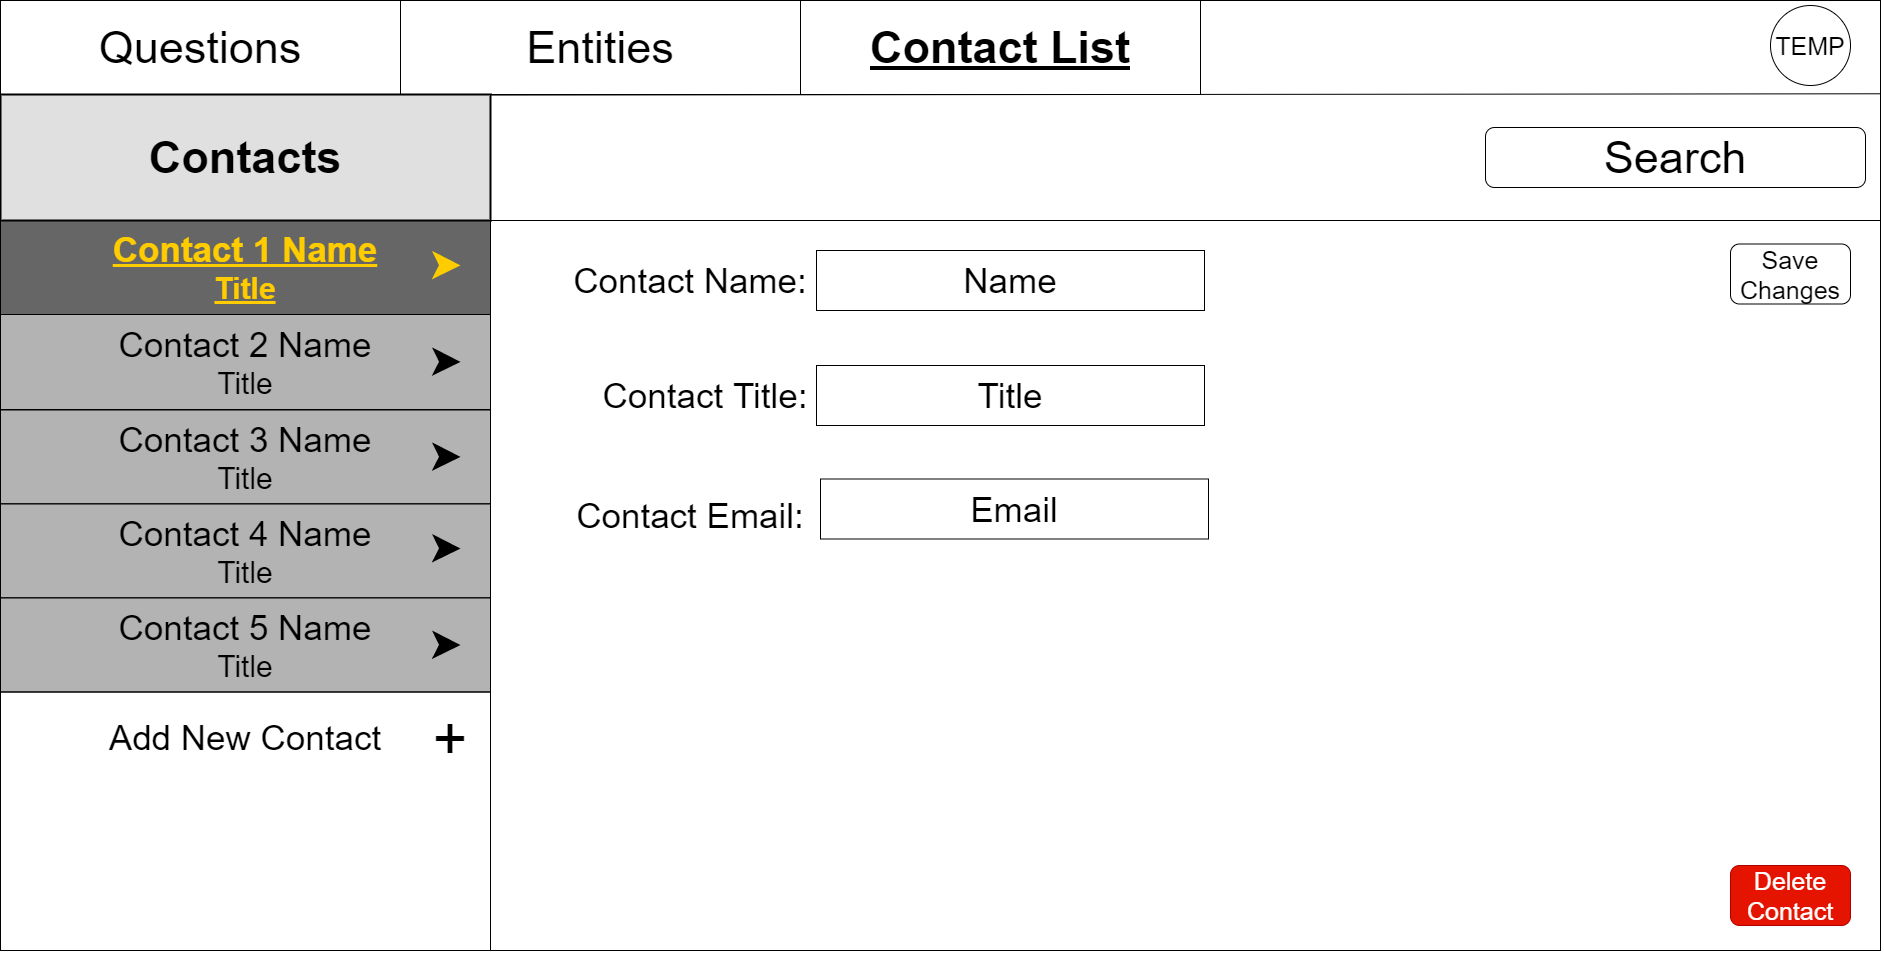 Questions
Entities
Contact List
TEMP
Contacts
Search
Contact 1 Name
Title
Contact 2 Name
Title
Contact 3 Name
Title
Contact 4 Name
Title
Contact 5 Name
Title
Add New Contact
+
Contact Name:
Name
Contact Title:
Title
Contact Email:
Email
Save
Changes
Delete
Contact